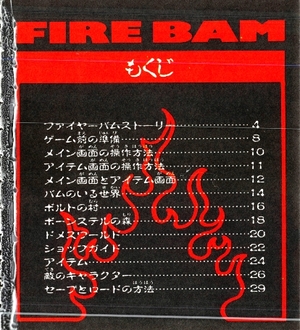 FIRE BAM
もくじ
ファイヤーバムストーリー 4
ゲーム前の準備 8
メイン画面の操作方法 10
アイテム画面の操作方法 11
メイン画面とアイテム画面 12
バムのいる世界 14
ボルトの村 16
ボーンステルの森 18
ドメスワールド 20
ショップガイド 22
アイテム 24
敵のキャラクター 26
セーブとロードの方法 29